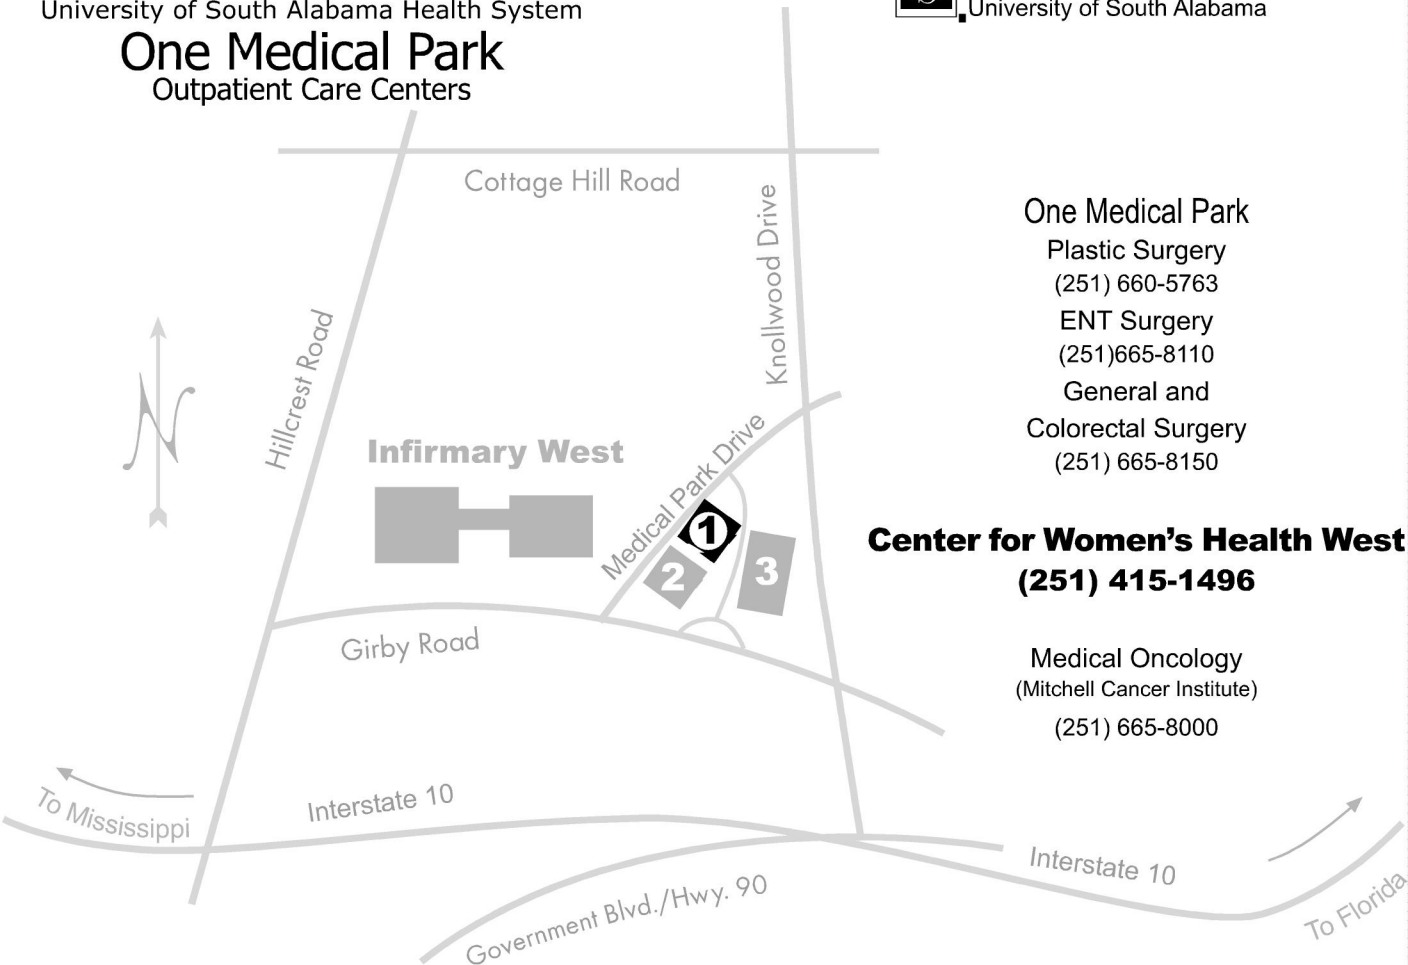 University of South Alabama Health System
One Medical Park
Outpatient Care Centers
University of South Alabama
Cottage Hill Road
Knollwood Drive
Hillcrest Road
N
Infirmary West
Medical Park Drive
1
2
3
Girby Road
One Medical Park
Plastic Surgery
(251) 660-5763
ENT Surgery
(251)665-8110
General and
Colorectal Surgery
(251) 665-8150
Center for Women’s Health West
(251) 415-1496
Medical Oncology
(Mitchell Cancer Institute)
(251) 665-8000
To Mississippi
Interstate 10
Interstate 10
Government Blvd./Hwy. 90
To Florida